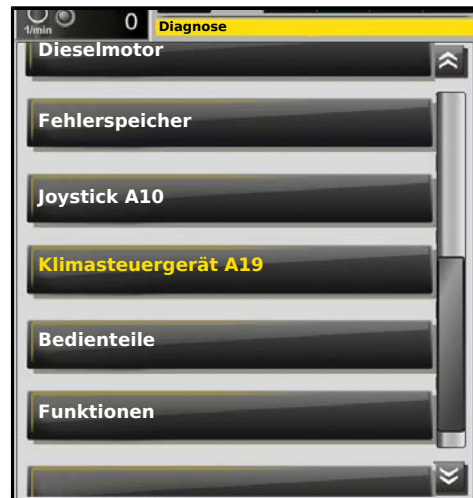 1/min 0 Diagnose
Dieselmotor
Fehlerspeicher
Joystick A10
Klimasteuergerät A19
Bedienteile
Funktionen